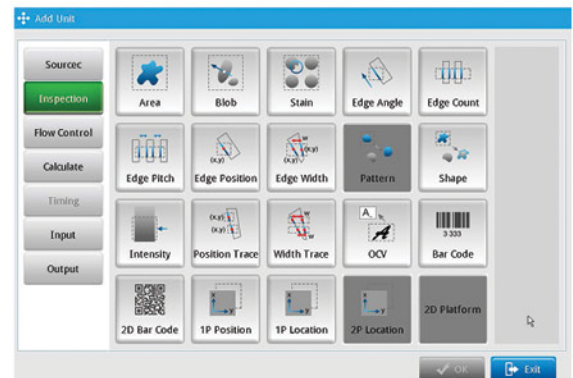 Add Unit
Sourcec
Inspection
Flow Control
Calculate
Timing
Input
Output
Area
Blob
Stain
Edge Angle
Edge Count
(x,y)
(x,y)
w
(x,y)
Edge Pitch
Edge Position
Edge Width
Pattern
Shape
(x,y)
(x,y)
w
w
A
A
3 333
Intensity
Position Trace
Width Trace
OCV
Bar Code
x
y
x
y
x
y
2D Bar Code
1P Position
1P Location
2P Location
2D Platform
OK
Exit